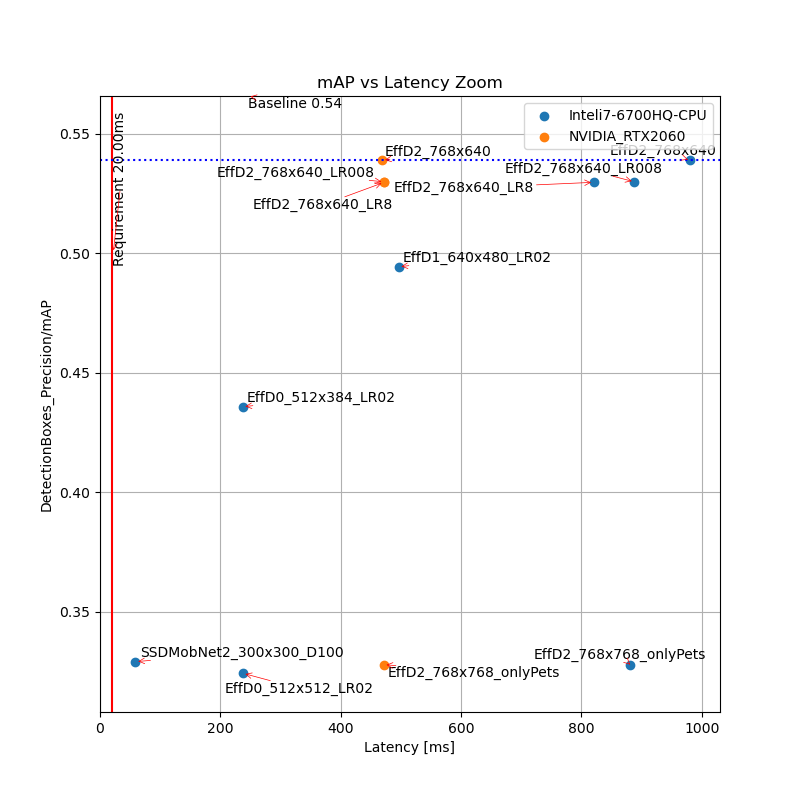 mAP vs Latency Zoom
Baseline 0.54
Inteli7-6700HQ-CPU
NVIDIA_RTX2060
Requirement 20.00ms
EffD2_768x640
EffD2_768x640
EffD2_768x640_LR008
EffD2_768x640_LR008
EffD2_768x640_LR8
EffD2_768x640_LR8
EffD1_640x480_LR02
EffD0_512x384_LR02
SSDMobNet2_300x300_D100
EffD2_768x768_onlyPets
EffD2_768x768_onlyPets
EffD0_512x512_LR02
0.55
0.50
0.45
0.40
0.35
DetectionBoxes_Precision/mAP
0
200
400
600
800
1000
Latency [ms]